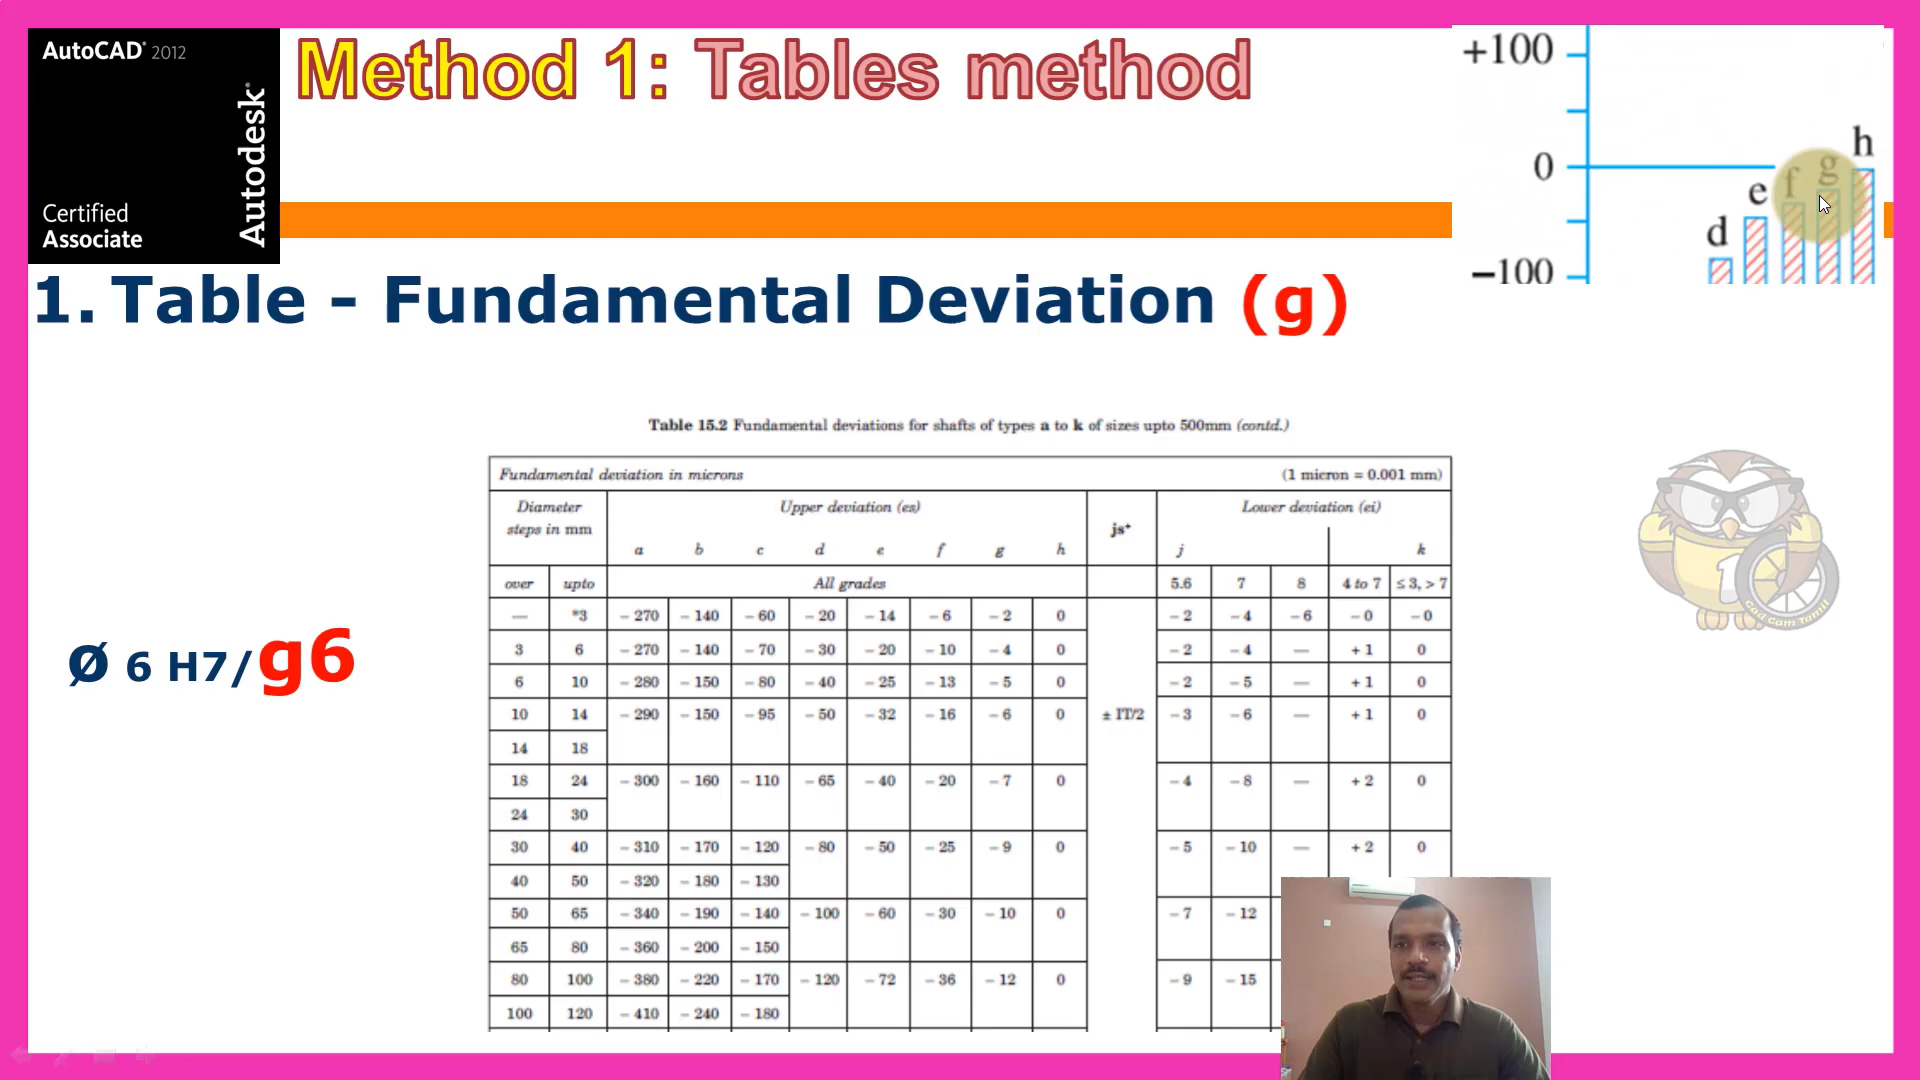 AutoCAD 2012
Autodesk
Certified
Associate
Method 1: Tables method
+100
0
−100
d e f g h
1. Table - Fundamental Deviation (g)
Ø 6 H7/g6
Table 15.2 Fundamental deviations for shafts of types a to k of sizes upto 500mm (contd.)
Fundamental deviation in microns (1 micron = 0.001 mm)
Diameter steps in mm Upper deviation (es) js+ Lower deviation (ei)
a b c d e f g h j k
over upto All grades 5.6 7 8 4 to 7 ≤ 3, > 7
— *3 – 270 – 140 – 60 – 20 – 14 – 6 – 2 0 – 2 – 4 – 6 – 0 – 0
3 6 – 270 – 140 – 70 – 30 – 20 – 10 – 4 0 – 2 – 4 — + 1 0
6 10 – 280 – 150 – 80 – 40 – 25 – 13 – 5 0 – 2 – 5 — + 1 0
10 14 – 290 – 150 – 95 – 50 – 32 – 16 – 6 0 ± IT/2 – 3 – 6 — + 1 0
14 18
18 24 – 300 – 160 – 110 – 65 – 40 – 20 – 7 0 – 4 – 8 — + 2 0
24 30
30 40 – 310 – 170 – 120 – 80 – 50 – 25 – 9 0 – 5 – 10 — + 2 0
40 50 – 320 – 180 – 130
50 65 – 340 – 190 – 140 – 100 – 60 – 30 – 10 0 – 7 – 12
65 80 – 360 – 200 – 150
80 100 – 380 – 220 – 170 – 120 – 72 – 36 – 12 0 – 9 – 15
100 120 – 410 – 240 – 180
Cad Cam Tamil